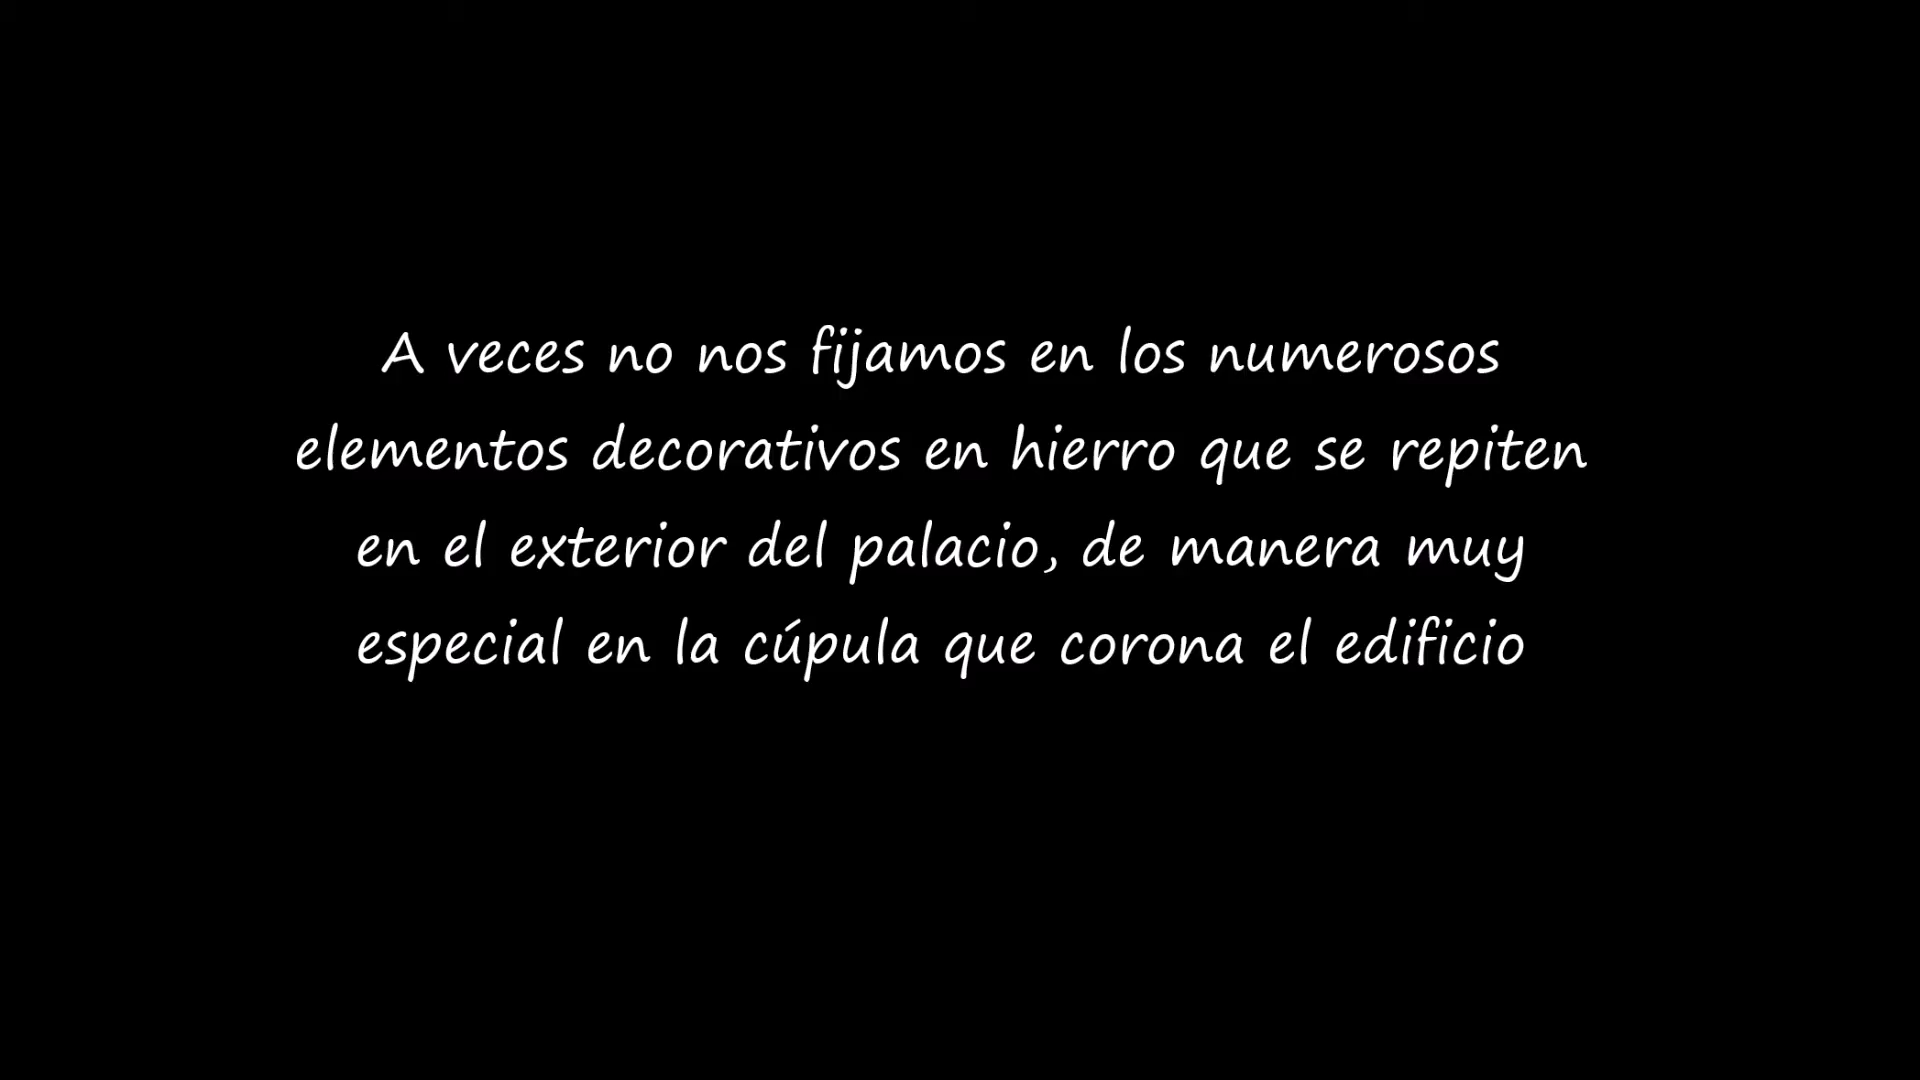 A veces no nos fijamos en los numerosos
elementos decorativos en hierro que se repiten
en el exterior del palacio, de manera muy
especial en la cúpula que corona el edificio